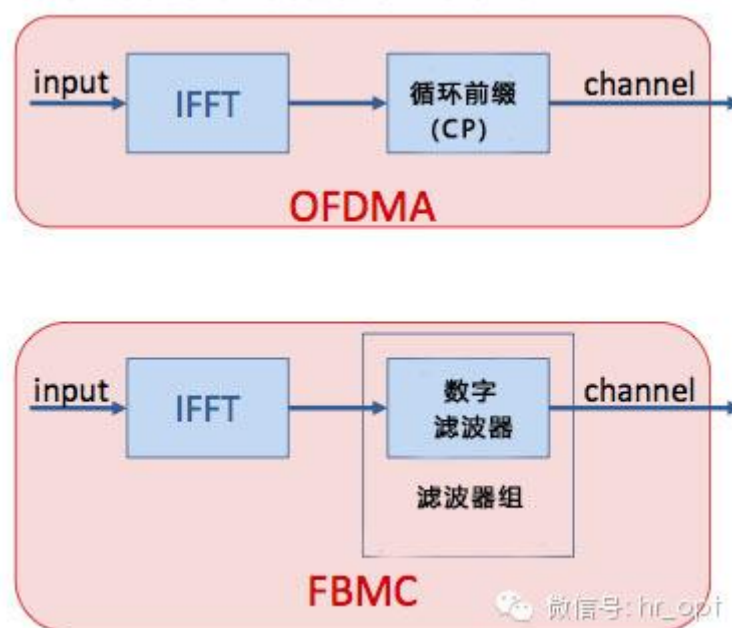 input
IFFT
循环前缀
(CP)
channel
OFDMA
input
IFFT
数字
滤波器
channel
滤波器组
FBMC
微信号: hr_opt